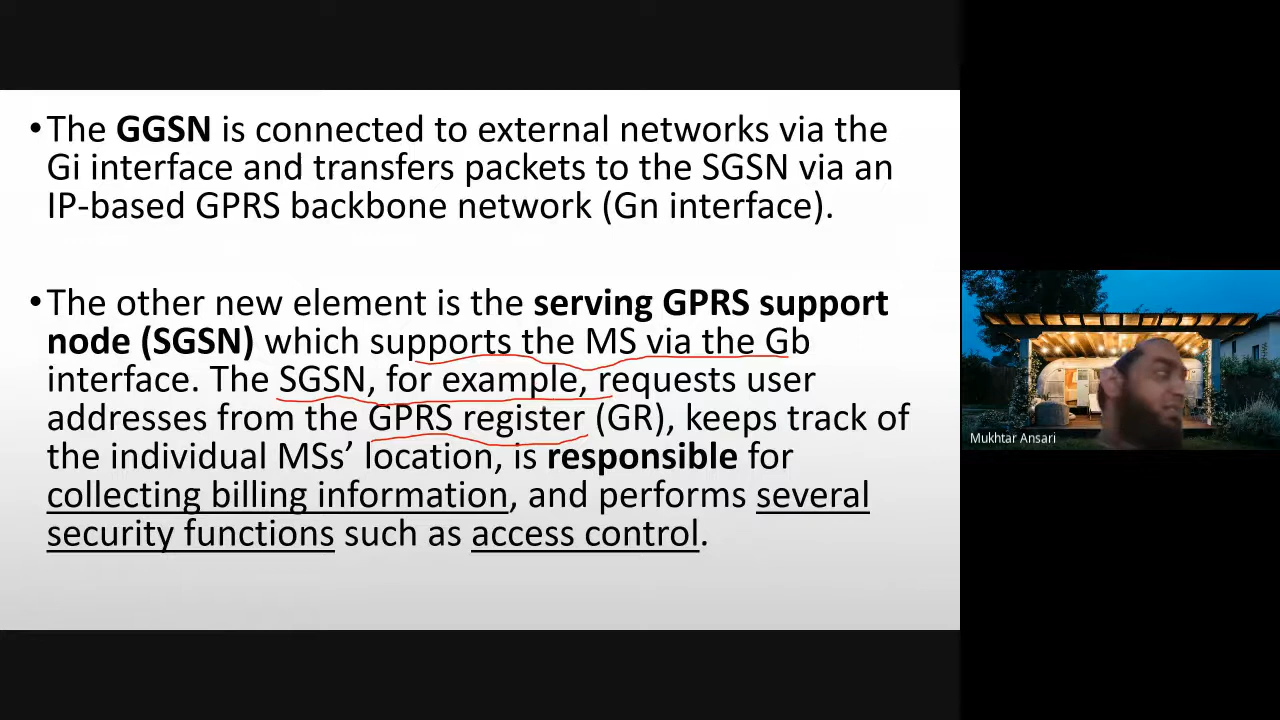 •The GGSN is connected to external networks via the
Gi interface and transfers packets to the SGSN via an
IP-based GPRS backbone network (Gn interface).
•The other new element is the serving GPRS support
node (SGSN) which supports the MS via the Gb
interface. The SGSN, for example, requests user
addresses from the GPRS register (GR), keeps track of
the individual MSs’ location, is responsible for
collecting billing information, and performs several
security functions such as access control.
Mukhtar Ansari